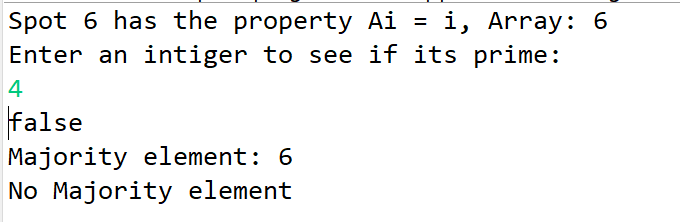 Spot 6 has the property Ai = i, Array: 6
Enter an intiger to see if its prime:
4
false
Majority element: 6
No Majority element